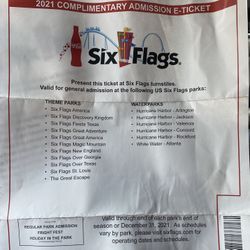 2021 COMPLIMENTARY ADMISSION E-TICKET
Six Flags
Present this ticket at Six Flags turnstiles.
Valid for general admission at the following US Six Flags parks:
THEME PARKS
• Six Flags America
• Six Flags Discovery Kingdom
• Six Flags Fiesta Texas
• Six Flags Great Adventure
• Six Flags Great America
• Six Flags Magic Mountain
• Six Flags New England
• Six Flags Over Georgia
• Six Flags Over Texas
• Six Flags St. Louis
• The Great Escape
WATERPARKS
• Hurricane Harbor - Arlington
• Hurricane Harbor - Jackson
• Hurricane Harbor - Valencia
• Hurricane Harbor - Concord
• Hurricane Harbor - Rockford
• White Water - Atlanta
REGULAR PARK ADMISSION
FRIGHT FEST
HOLIDAY IN THE PARK
Valid through end of each park's end of
season or December 31, 2021. As schedules
vary by park, please visit sixflags.com for
operating dates and schedules.